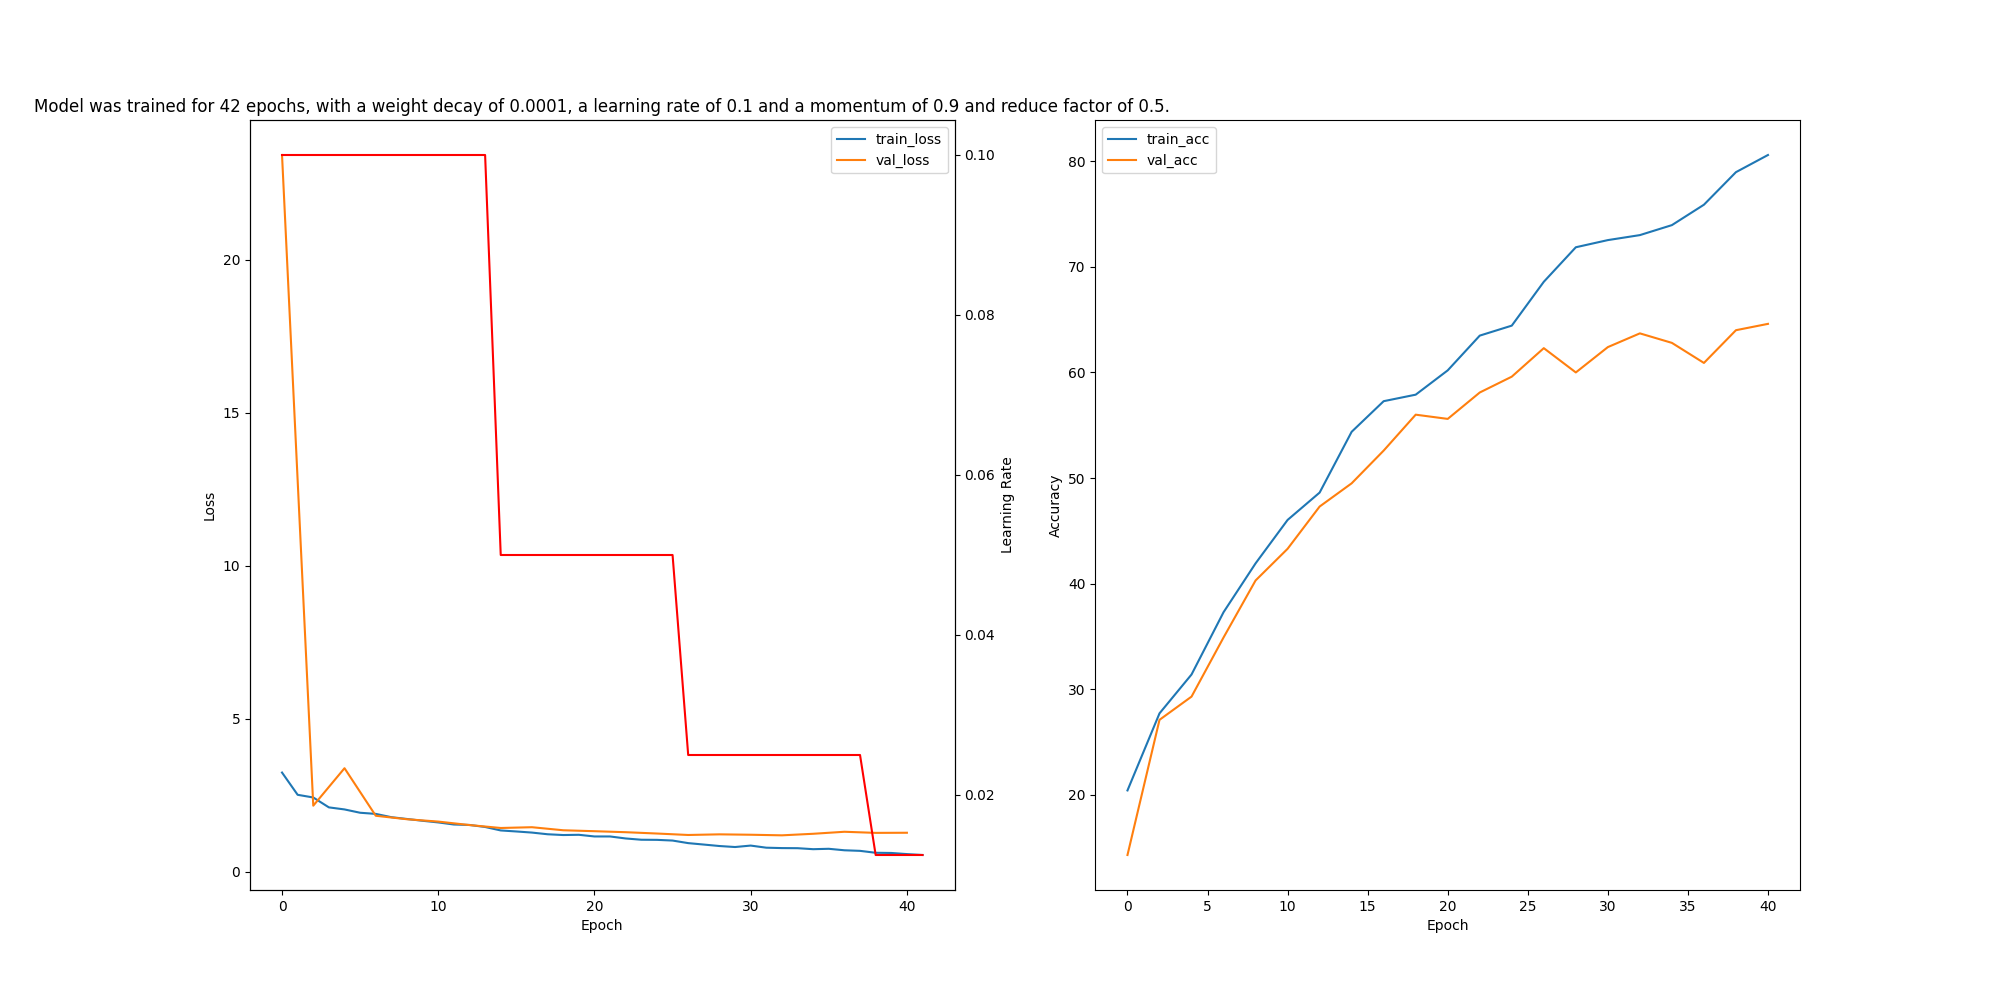 Model was trained for 42 epochs, with a weight decay of 0.0001, a learning rate of 0.1 and a momentum of 0.9 and reduce factor of 0.5.
train_loss
val_loss
20
15
10
5
0
Loss
0 10 20 30 40
Epoch
0.10
0.08
0.06
0.04
0.02
Learning Rate
train_acc
val_acc
80
70
60
50
40
30
20
Accuracy
0 5 10 15 20 25 30 35 40
Epoch